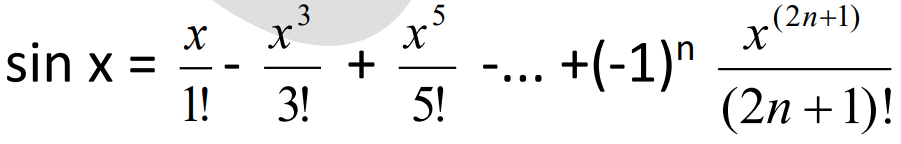 sin x = x/1! - x^3/3! + x^5/5! -... +(-1)^n x^(2n+1)/(2n+1)!